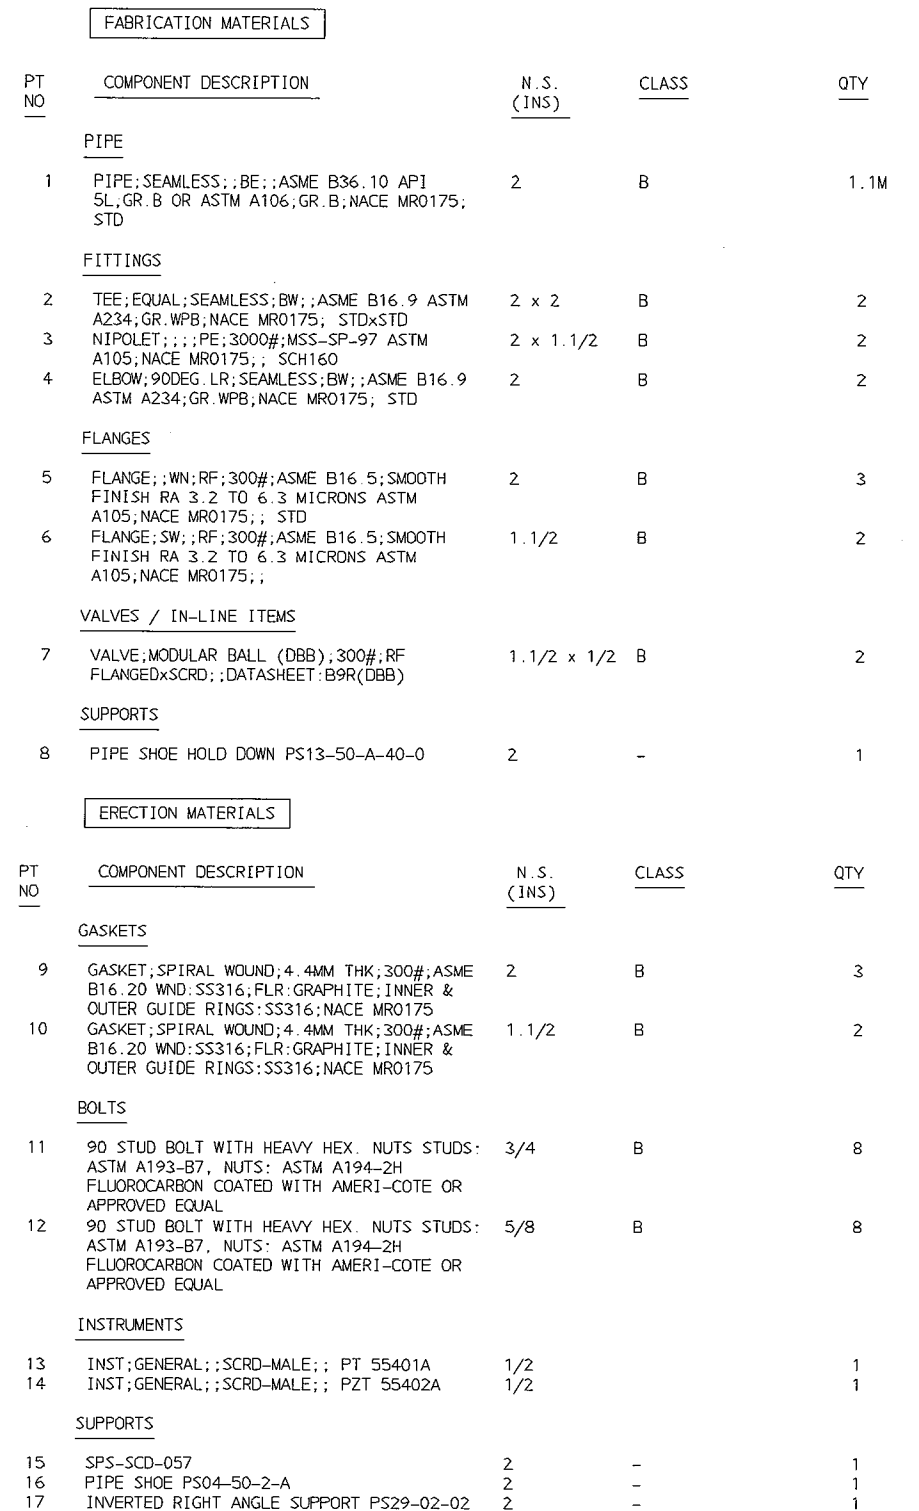 FABRICATION MATERIALS
PT NO COMPONENT DESCRIPTION N.S. (INS) CLASS QTY
PIPE
1 PIPE;SEAMLESS;;BE;;ASME B36.10 API 2 B 1.1M
5L;GR.B OR ASTM A106;GR.B;NACE MR0175;
STD
FITTINGS
2 TEE;EQUAL;SEAMLESS;BW;;ASME B16.9 ASTM 2 x 2 B 2
A234;GR.WPB;NACE MR0175; STDxSTD
3 NIPOLET;;;;PE;3000#;MSS-SP-97 ASTM 2 x 1.1/2 B 2
A105;NACE MR0175;; SCH160
4 ELBOW;90DEG.LR;SEAMLESS;BW;;ASME B16.9 2 B 2
ASTM A234;GR.WPB;NACE MR0175; STD
FLANGES
5 FLANGE;;WN;RF;300#;ASME B16.5;SMOOTH 2 B 3
FINISH RA 3.2 TO 6.3 MICRONS ASTM
A105;NACE MR0175;; STD
6 FLANGE;SW;;RF;300#;ASME B16.5;SMOOTH 1.1/2 B 2
FINISH RA 3.2 TO 6.3 MICRONS ASTM
A105;NACE MR0175;;
VALVES / IN-LINE ITEMS
7 VALVE;MODULAR BALL (DBB);300#;RF 1.1/2 x 1/2 B 2
FLANGEDxSCRD;;DATASHEET:B9R(DBB)
SUPPORTS
8 PIPE SHOE HOLD DOWN PS13-50-A-40-0 2 - 1
ERECTION MATERIALS
PT NO COMPONENT DESCRIPTION N.S. (INS) CLASS QTY
GASKETS
9 GASKET;SPIRAL WOUND;4.4MM THK;300#;ASME 2 B 3
B16.20 WND:SS316;FLR:GRAPHITE;INNER &
OUTER GUIDE RINGS:SS316;NACE MR0175
10 GASKET;SPIRAL WOUND;4.4MM THK;300#;ASME 1.1/2 B 2
B16.20 WND:SS316;FLR:GRAPHITE;INNER &
OUTER GUIDE RINGS:SS316;NACE MR0175
BOLTS
11 90 STUD BOLT WITH HEAVY HEX. NUTS STUDS: 3/4 B 8
ASTM A193-B7, NUTS: ASTM A194-2H
FLUOROCARBON COATED WITH AMERI-COTE OR
APPROVED EQUAL
12 90 STUD BOLT WITH HEAVY HEX. NUTS STUDS: 5/8 B 8
ASTM A193-B7, NUTS: ASTM A194-2H
FLUOROCARBON COATED WITH AMERI-COTE OR
APPROVED EQUAL
INSTRUMENTS
13 INST;GENERAL;;SCRD-MALE;; PT 55401A 1/2 1
14 INST;GENERAL;;SCRD-MALE;; PZT 55402A 1/2 1
SUPPORTS
15 SPS-SCD-057 2 - 1
16 PIPE SHOE PS04-50-2-A 2 - 1
17 INVERTED RIGHT ANGLE SUPPORT PS29-02-02 2 - 1